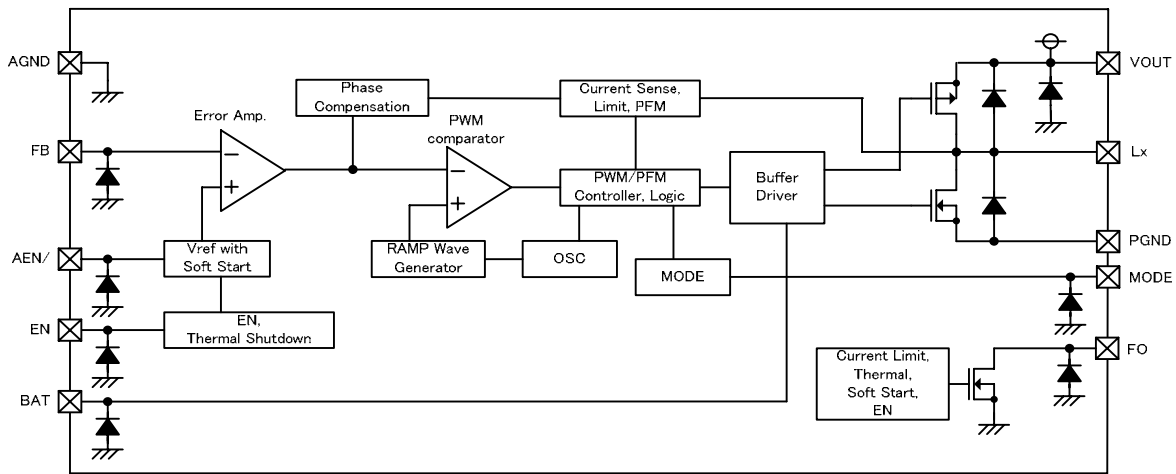 AGND
VOUT
Phase
Compensation
Current Sense,
Limit, PFM
Error Amp.
PWM
comparator
FB
Lx
PWM/PFM
Controller, Logic
Buffer
Driver
AEN/
Vref with
Soft Start
RAMP Wave
Generator
OSC
PGND
MODE
MODE
EN
EN,
Thermal Shutdown
FO
Current Limit,
Thermal,
Soft Start,
EN
BAT